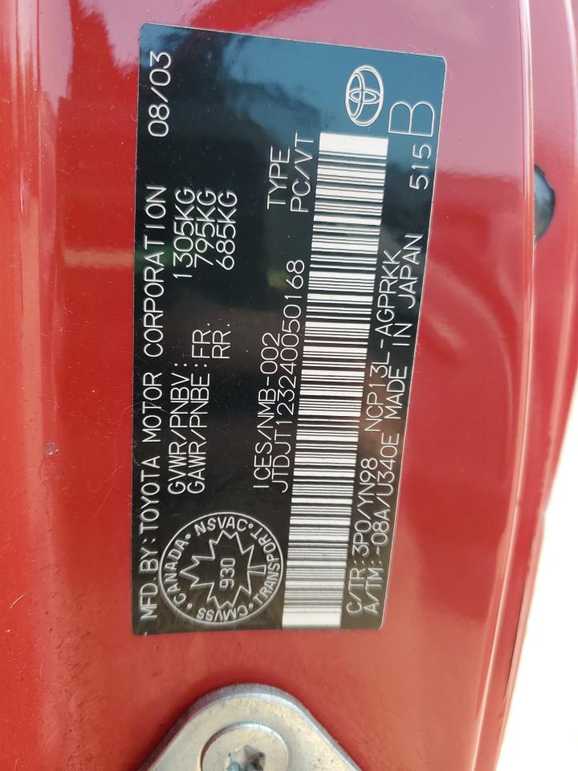 MFD.BY:TOYOTA MOTOR CORPORATION 08/03
GVWR/PNBV: 1305KG
GAWR/PNBE:FR: 795KG
RR. 685KG
CANADA
NSVAC
930
CMVSS
TRANSPORT
ICES/NMB-002 TYPE
JTDJT123240050168 PC/VT
C/TR:3P0/YN98 NCP13L-AGPRKK
A/TM:-08A/U340E MADE IN JAPAN
515
B